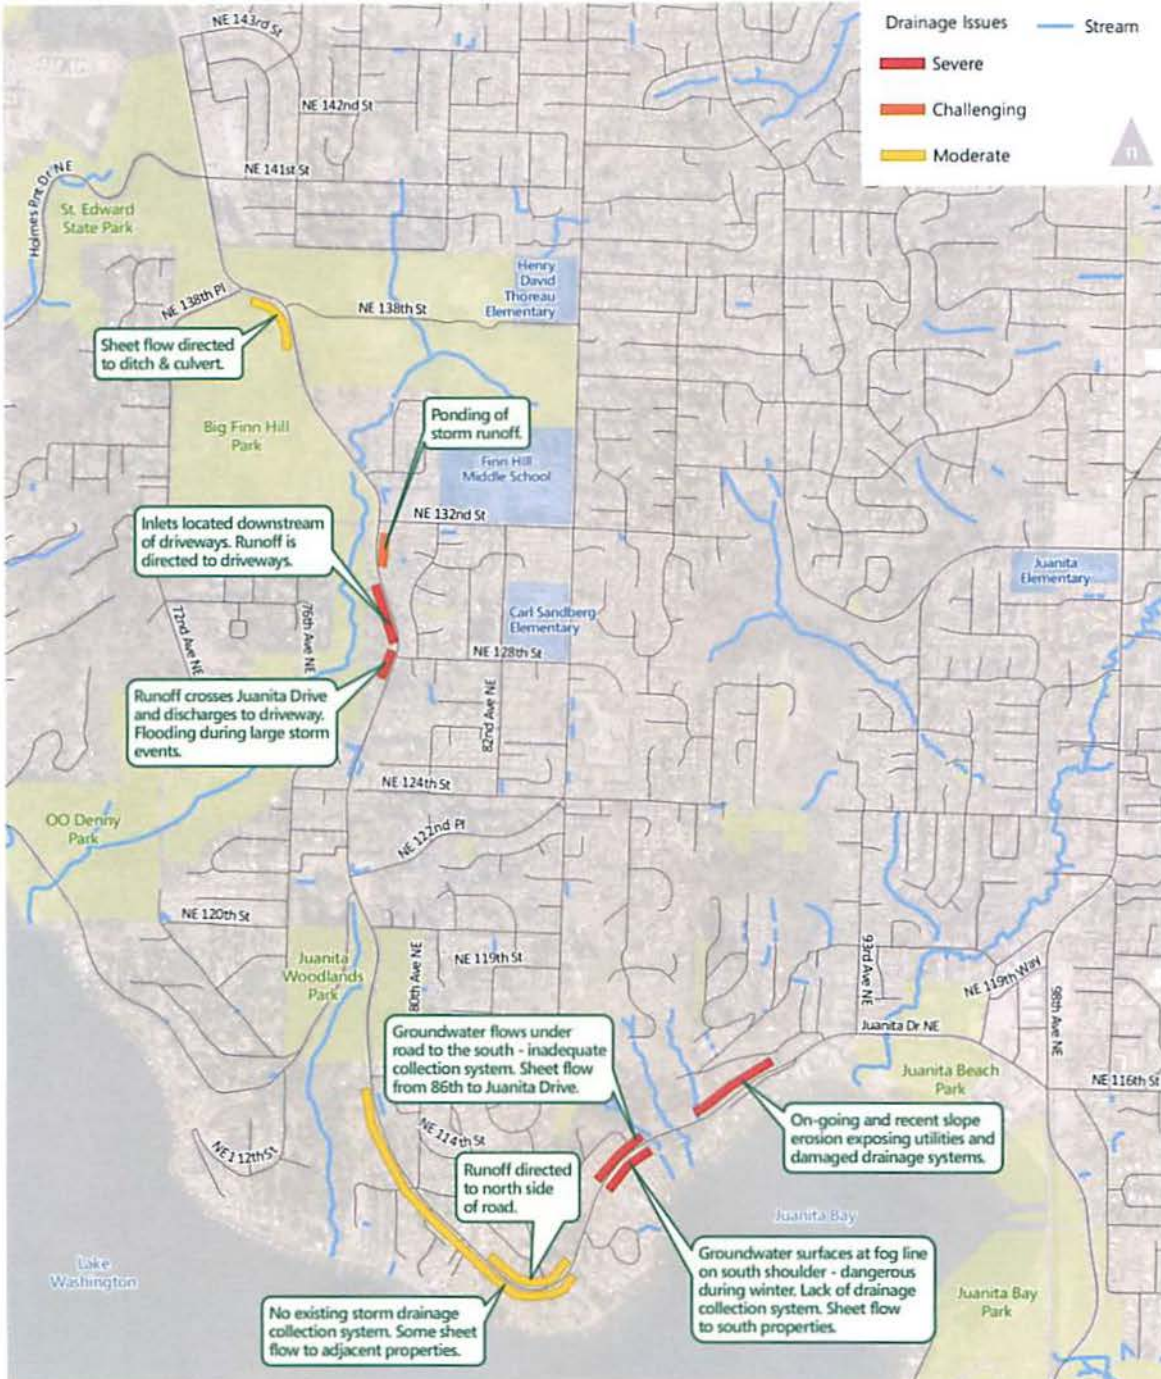 Drainage Issues
Stream
Severe
Challenging
Moderate
n
NE 143rd St
NE 142nd St
NE 141st St
Holmes Pnt Dr NE
St. Edward
State Park
Henry
David
Thoreau
Elementary
NE 138th Pl
NE 138th St
Sheet flow directed
to ditch & culvert.
Big Finn Hill
Park
Ponding of
storm runoff.
Finn Hill
Middle School
NE 132nd St
Inlets located downstream
of driveways. Runoff is
directed to driveways.
Juanita
Elementary
72nd Ave NE
76th Ave NE
Carl Sandberg
Elementary
NE 128th St
Runoff crosses Juanita Drive
and discharges to driveway.
Flooding during large storm
events.
82nd Ave NE
NE 124th St
OO Denny
Park
NE 122nd Pl
NE 120th St
Juanita
Woodlands
Park
80th Ave NE
NE 119th St
93rd Ave NE
NE 119th Way
98th Ave NE
Juanita Dr NE
Groundwater flows under
road to the south - inadequate
collection system. Sheet flow
from 86th to Juanita Drive.
Juanita Beach
Park
NE 116th St
On-going and recent slope
erosion exposing utilities and
damaged drainage systems.
NE 114th St
NE 112th St
Runoff directed
to north side
of road.
Juanita Bay
Lake
Washington
Groundwater surfaces at fog line
on south shoulder - dangerous
during winter. Lack of drainage
collection system. Sheet flow
to south properties.
Juanita Bay
Park
No existing storm drainage
collection system. Some sheet
flow to adjacent properties.